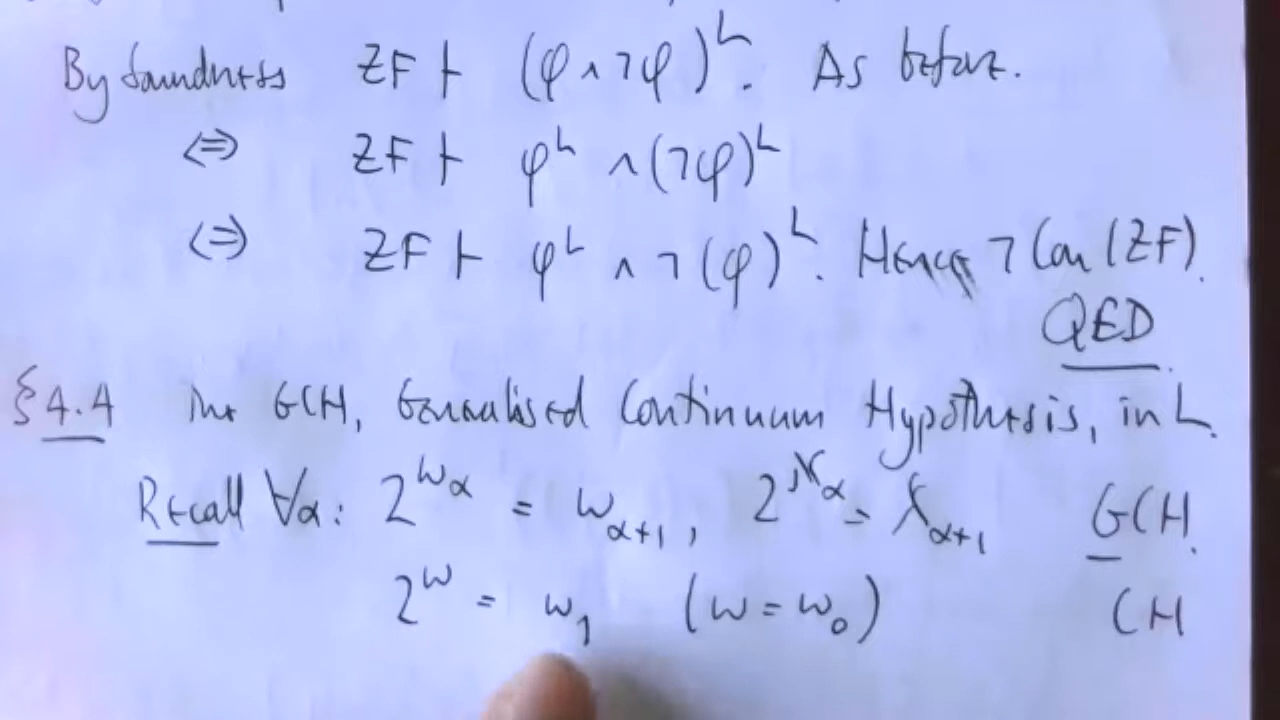 By Soundness ZF ⊢ (φ ∧ ¬φ)^L. As before.
⇔ ZF ⊢ φ^L ∧ (¬φ)^L
⇔ ZF ⊢ φ^L ∧ ¬(φ)^L. Hence ¬Con(ZF).
QED
§4.4 The GCH, Generalised Continuum Hypothesis, in L.
Recall ∀α: 2^{ω_α} = ω_{α+1}, 2^{ℵ_α} = ℵ_{α+1} GCH.
2^ω = ω_1 (ω = ω_0) CH